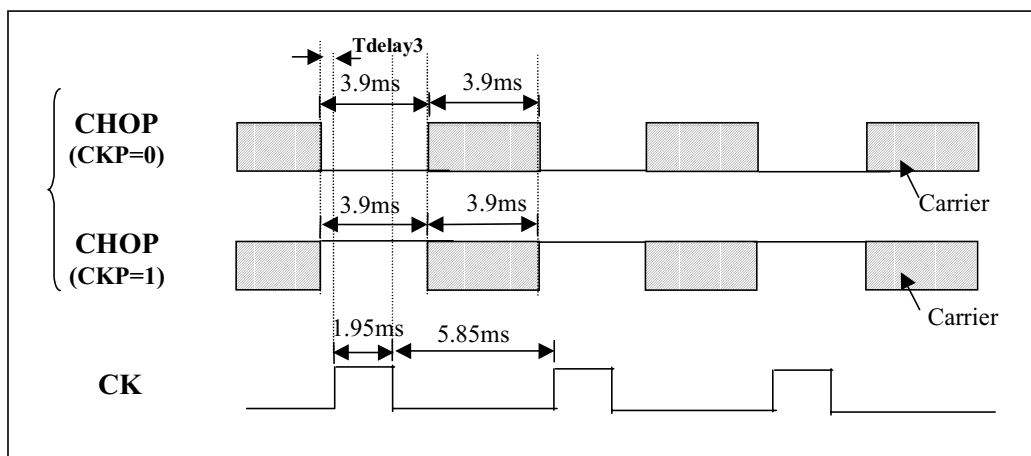 Tdelay3
3.9ms
3.9ms
CHOP
(CKP=0)
Carrier
3.9ms
3.9ms
CHOP
(CKP=1)
Carrier
1.95ms
5.85ms
CK